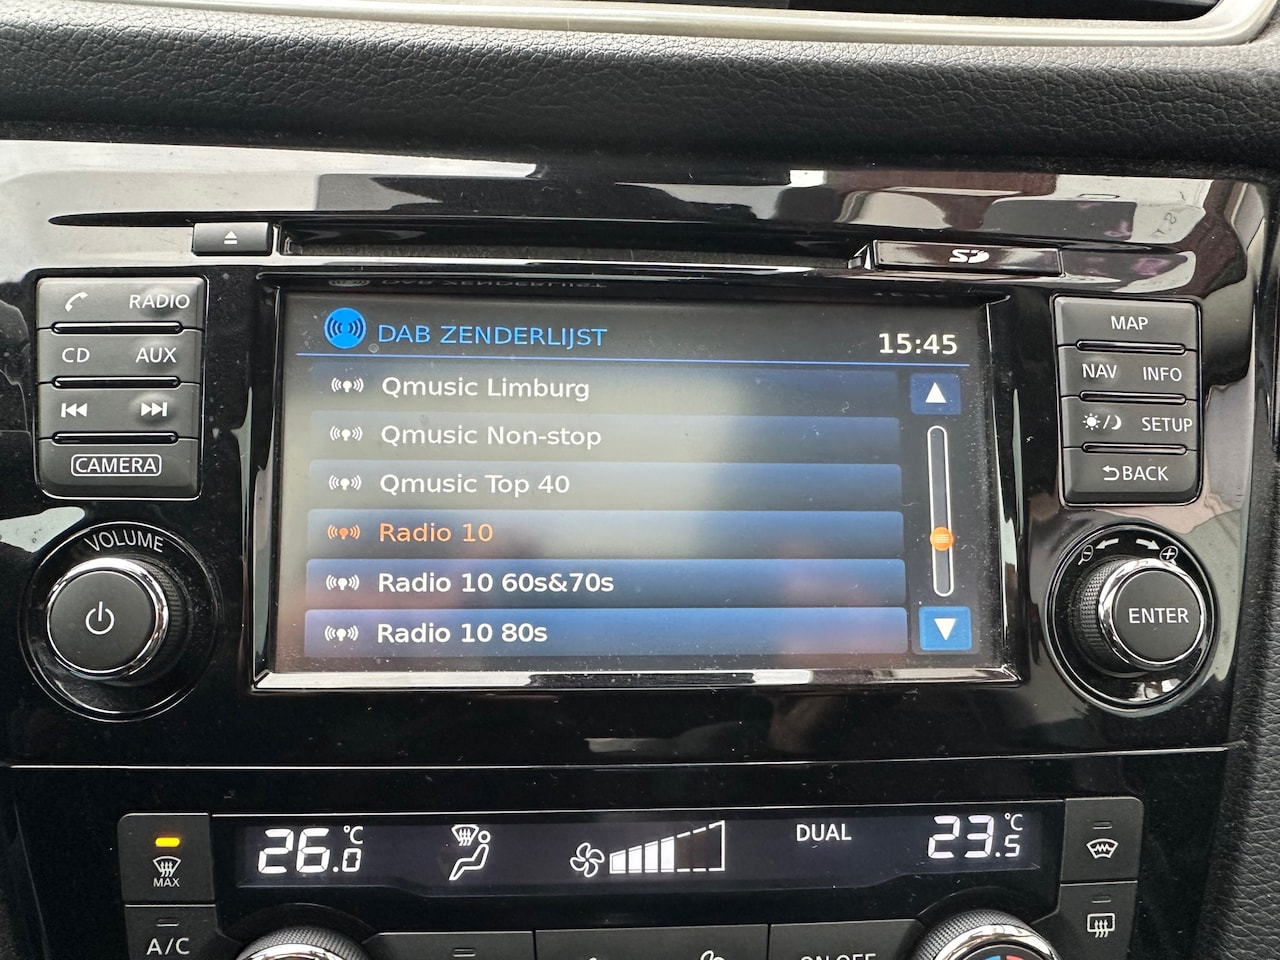 SD
RADIO
CD AUX
CAMERA
VOLUME
DAB ZENDERLIJST
15:45
Qmusic Limburg
Qmusic Non-stop
Qmusic Top 40
Radio 10
Radio 10 60s&70s
Radio 10 80s
MAP
NAV INFO
SETUP
BACK
ENTER
MAX
26.0 °C
DUAL
23.5 °C
A/C
ON·OFF